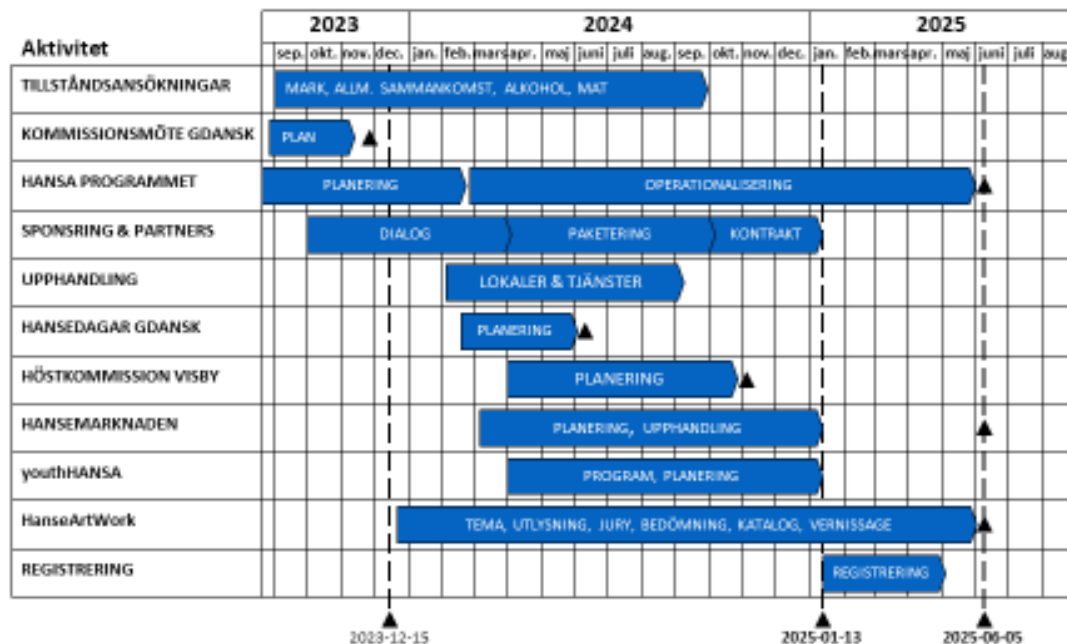 2023 2024 2025
Aktivitet sep. okt. nov. dec. jan. feb. mars apr. maj juni juli aug. sep. okt. nov. dec. jan. feb. mars apr. maj juni juli aug
TILLSTÅNDSANSÖKNINGAR MARK, ALLM. SAMMANKOMST, ALKOHOL, MAT
KOMMISSIONSMÖTE GDANSK PLAN
HANSA PROGRAMMET PLANERING OPERATIONALISERING
SPONSRING & PARTNERS DIALOG PAKETERING KONTRAKT
UPPHANDLING LOKALER & TJÄNSTER
HANSEDAGAR GDANSK PLANERING
HÖSTKOMMISSION VISBY PLANERING
HANSEMARKNADEN PLANERING, UPPHANDLING
youthHANSA PROGRAM, PLANERING
HanseArtWork TEMA, UTLYSNING, JURY, BEDÖMNING, KATALOG, VERNISSAGE
REGISTRERING REGISTRERING
2023-12-15 2025-01-13 2025-06-05